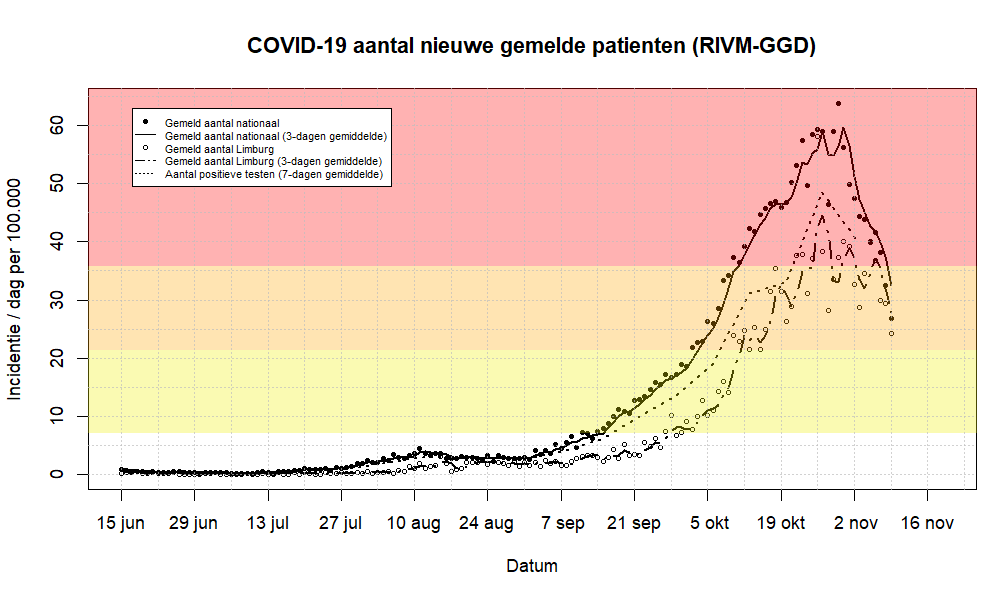 COVID-19 aantal nieuwe gemelde patienten (RIVM-GGD)
Gemeld aantal nationaal
Gemeld aantal nationaal (3-dagen gemiddelde)
Gemeld aantal Limburg
Gemeld aantal Limburg (3-dagen gemiddelde)
Aantal positieve testen (7-dagen gemiddelde)
Incidentie / dag per 100.000
60
50
40
30
20
10
0
15 jun 29 jun 13 jul 27 jul 10 aug 24 aug 7 sep 21 sep 5 okt 19 okt 2 nov 16 nov
Datum